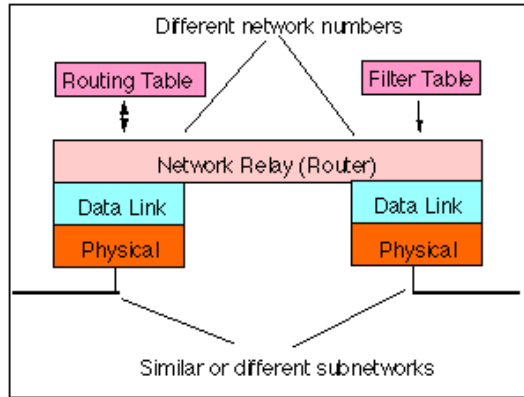 Different network numbers
Routing Table
Filter Table
Network Relay (Router)
Data Link
Data Link
Physical
Physical
Similar or different subnetworks